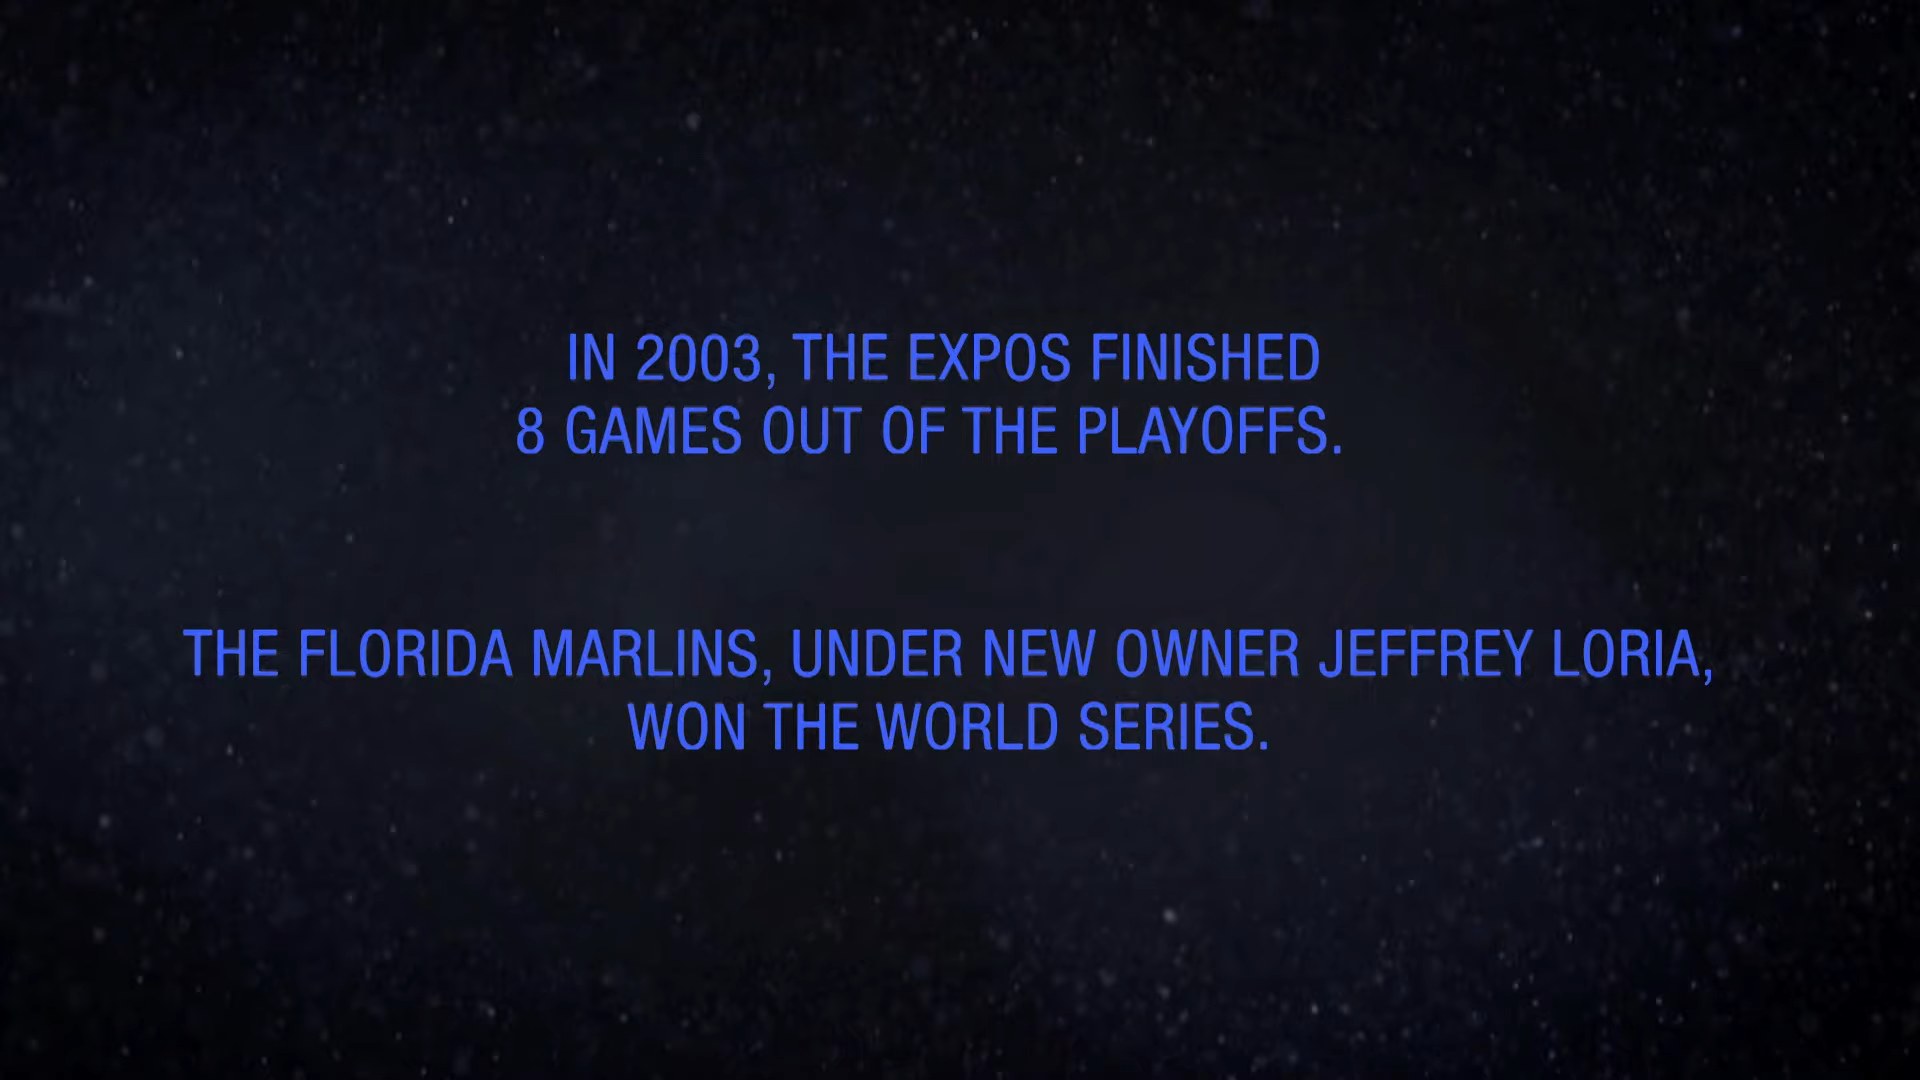 IN 2003, THE EXPOS FINISHED
8 GAMES OUT OF THE PLAYOFFS.
THE FLORIDA MARLINS, UNDER NEW OWNER JEFFREY LORIA,
WON THE WORLD SERIES.